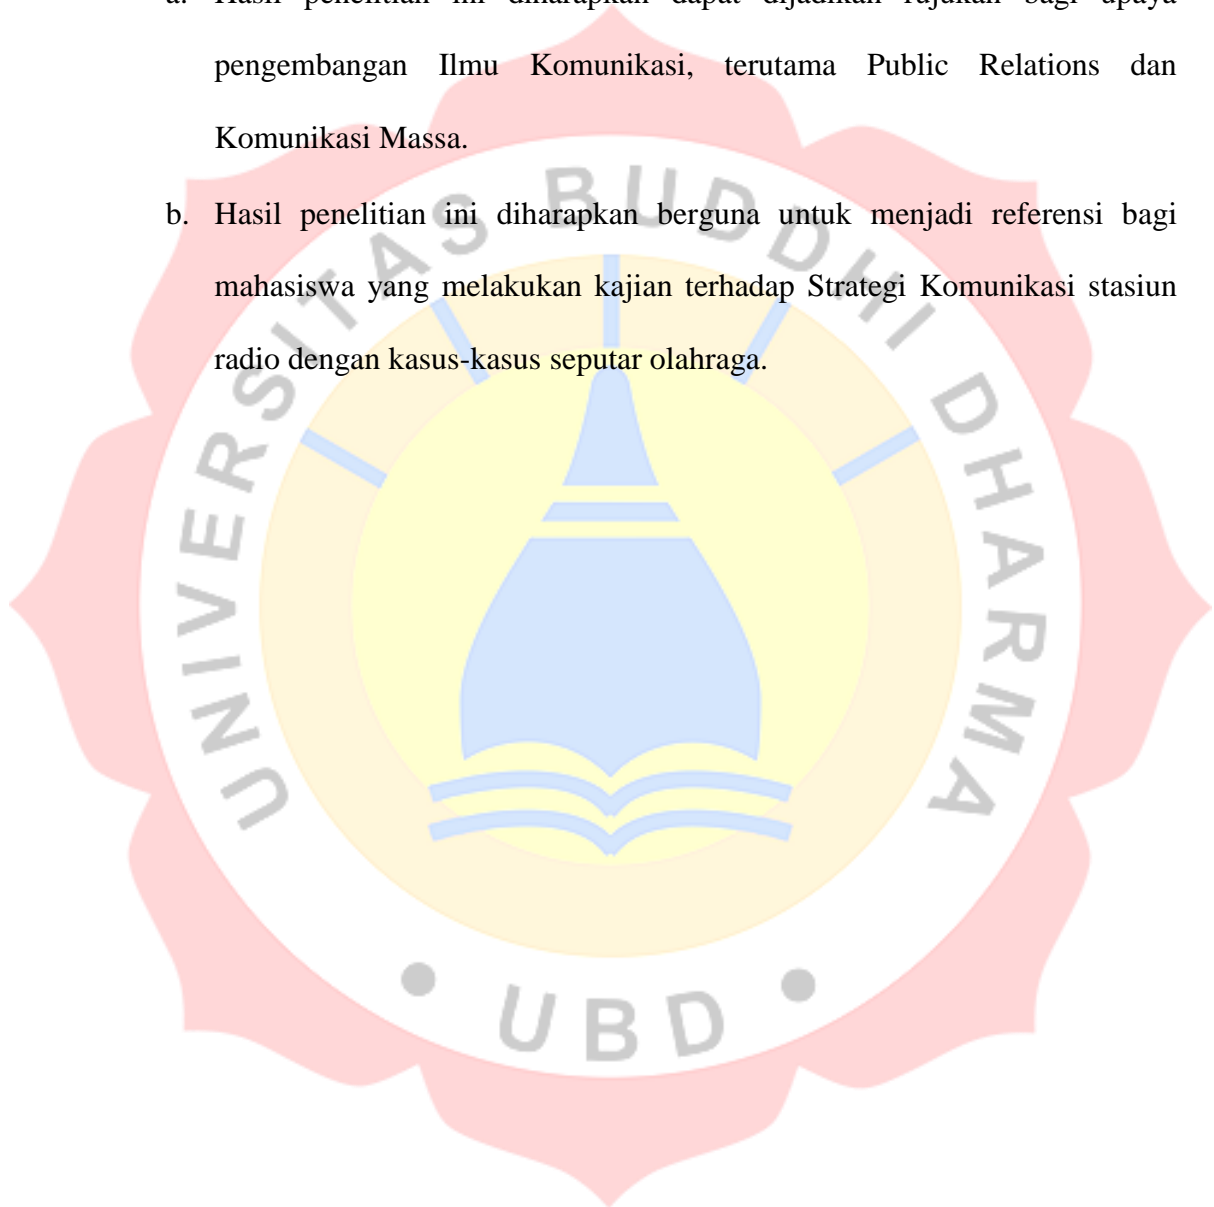 a. Hasil penelitian ini diharapkan dapat dijadikan rujukan bagi upaya
pengembangan Ilmu Komunikasi, terutama Public Relations dan
Komunikasi Massa.
b. Hasil penelitian ini diharapkan berguna untuk menjadi referensi bagi
mahasiswa yang melakukan kajian terhadap Strategi Komunikasi stasiun
radio dengan kasus-kasus seputar olahraga.
UNIVERSITAS BUDDHI DHARMA
• UBD •